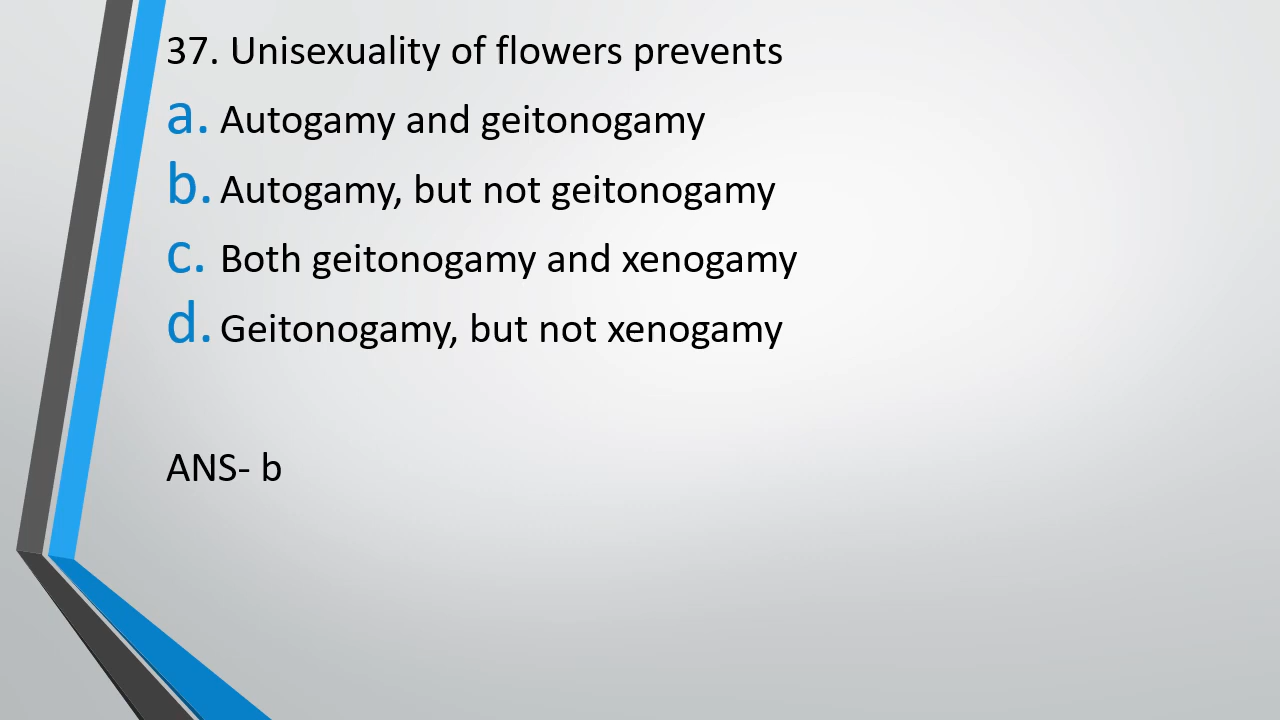 37. Unisexuality of flowers prevents
a. Autogamy and geitonogamy
b. Autogamy, but not geitonogamy
c. Both geitonogamy and xenogamy
d. Geitonogamy, but not xenogamy
ANS- b